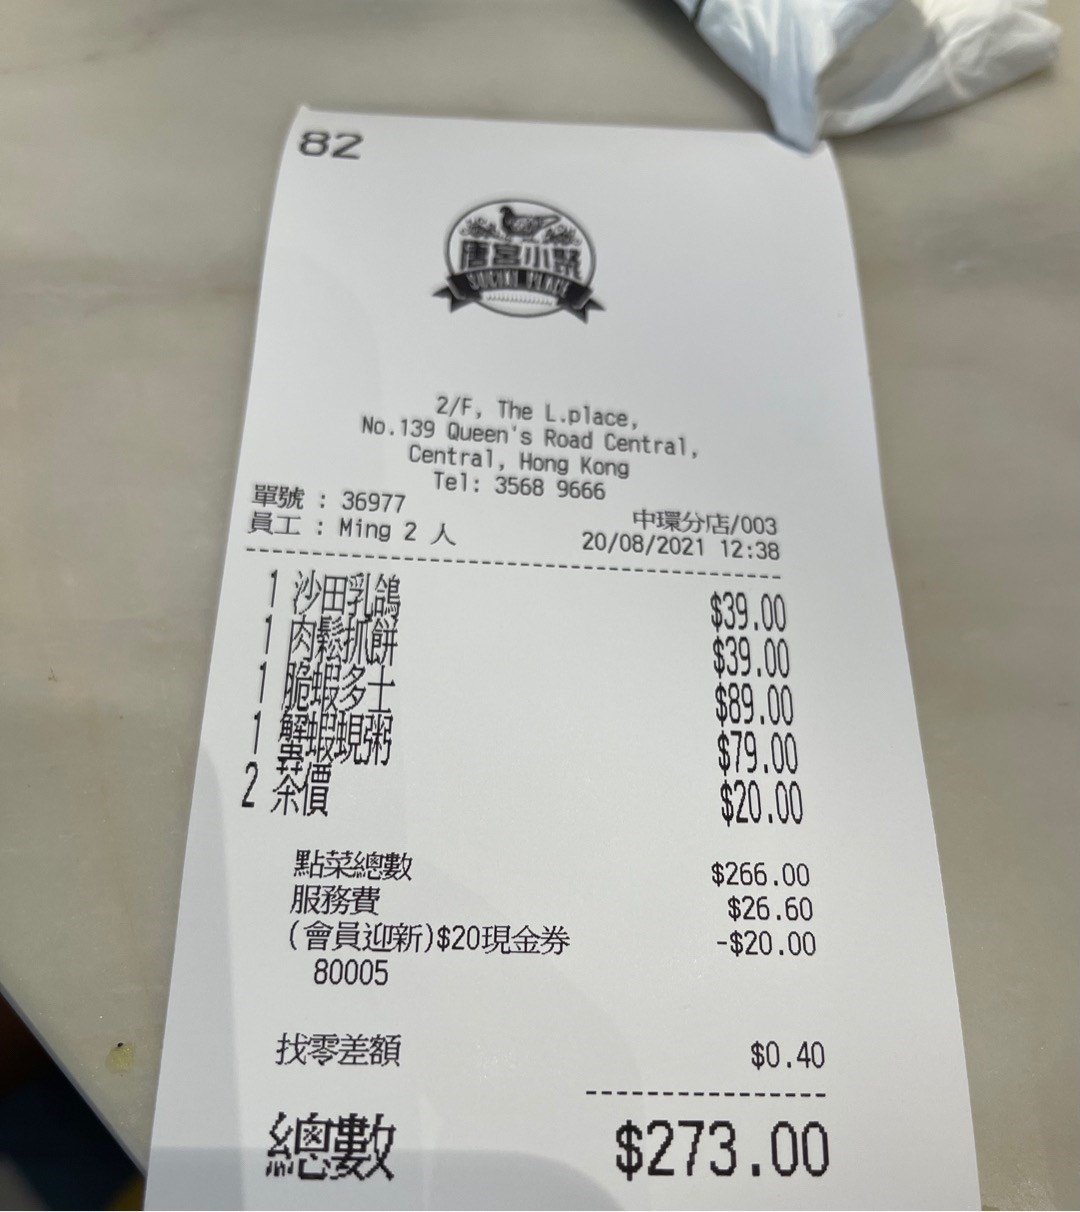 82
唐宮小聚
SOCIAL PLACE
2/F, The L.place,
No.139 Queen's Road Central,
Central, Hong Kong
Tel: 3568 9666
單號 : 36977 中環分店/003
員工 : Ming 2 人 20/08/2021 12:38
1 沙田乳鴿 $39.00
1 肉鬆抓餅 $39.00
1 脆蝦多士 $89.00
1 蟹蝦蜆粥 $79.00
2 茶價 $20.00
點菜總數 $266.00
服務費 $26.60
(會員迎新)$20現金券 -$20.00
80005
找零差額 $0.40
總數 $273.00